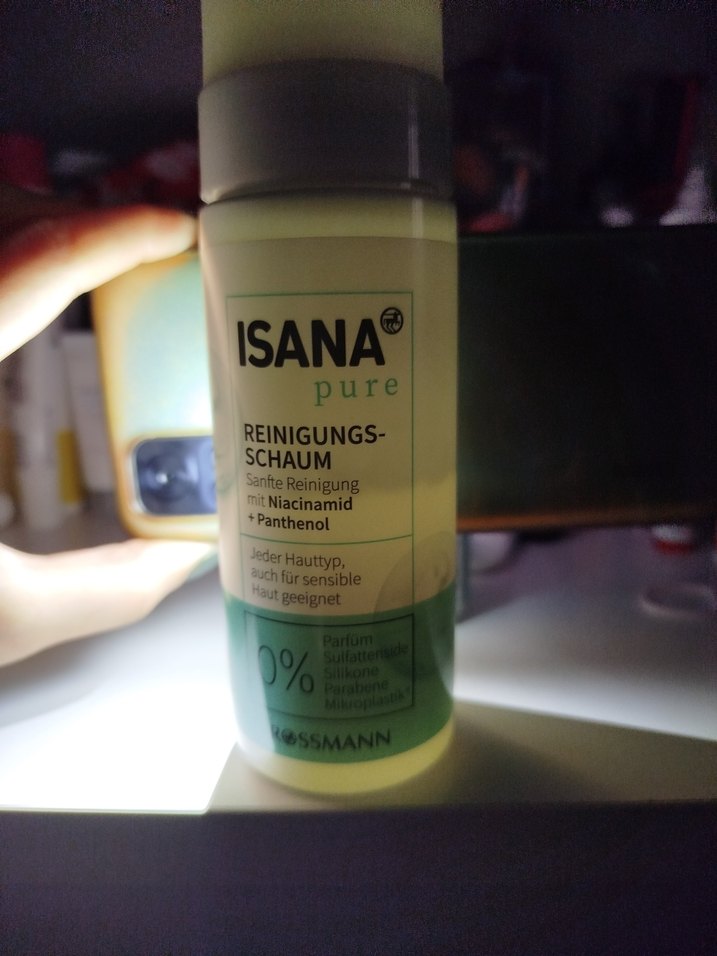 ISANA
pure
REINIGUNGS-
SCHAUM
Sanfte Reinigung
mit Niacinamid
+ Panthenol
Jeder Hauttyp,
auch für sensible
Haut geeignet
0%
Parfüm
Sulfattenside
Silikone
Parabene
Mikroplastik*
ROSSMANN